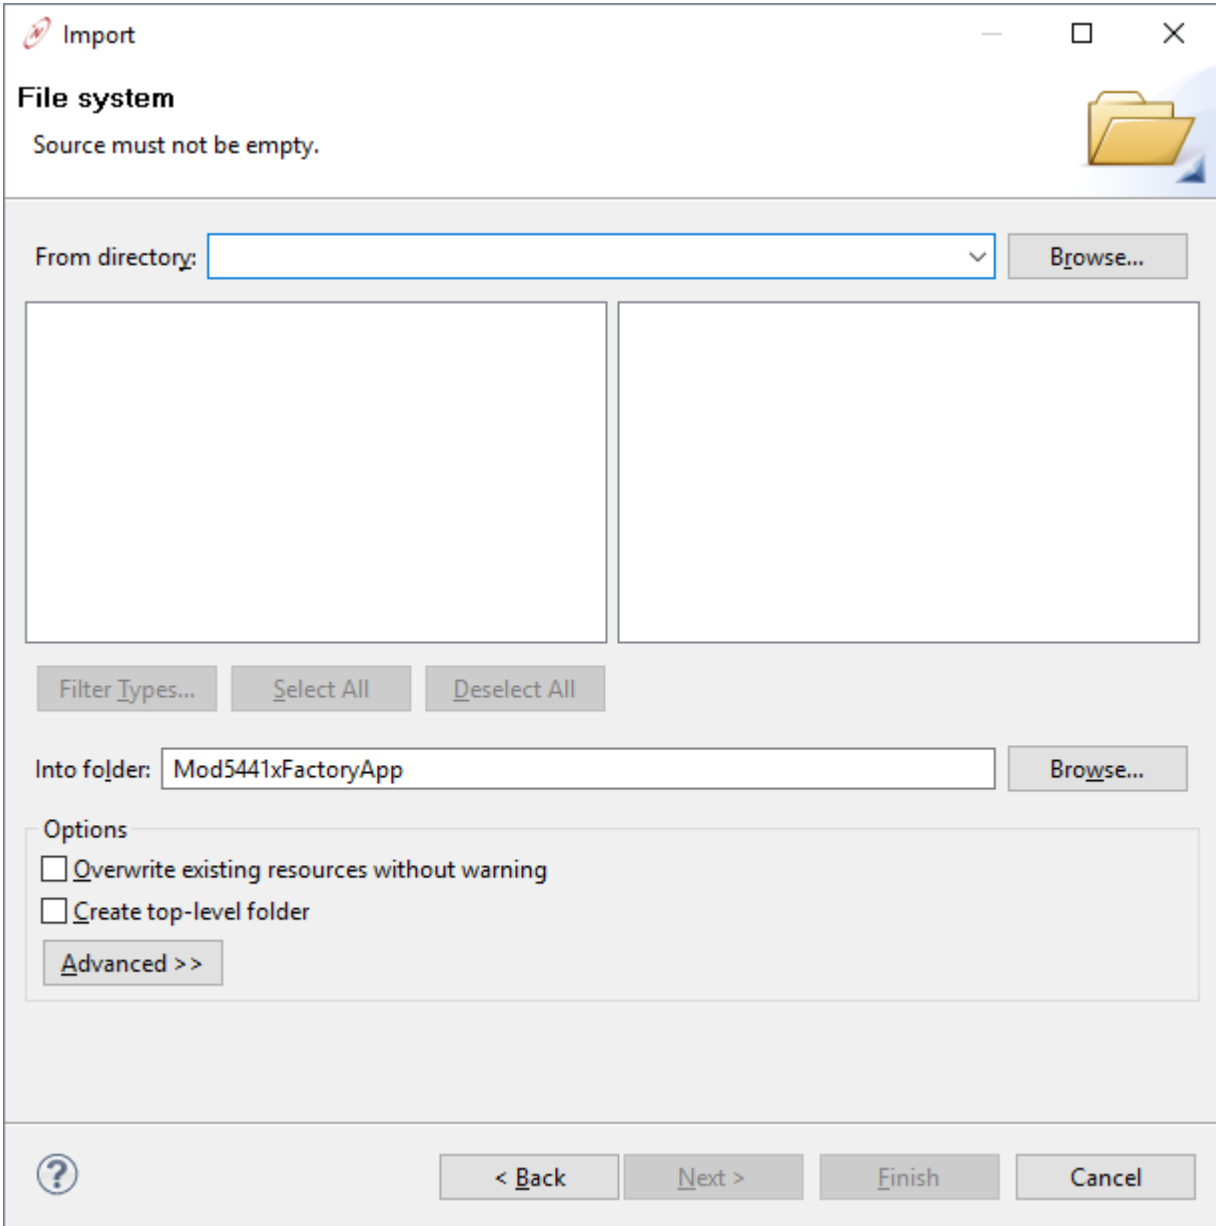 Import
File system
Source must not be empty.
From directory:
Browse...
Filter Types...
Select All
Deselect All
Into folder:
Mod5441xFactoryApp
Browse...
Options
Overwrite existing resources without warning
Create top-level folder
Advanced >>
?
< Back
Next >
Finish
Cancel